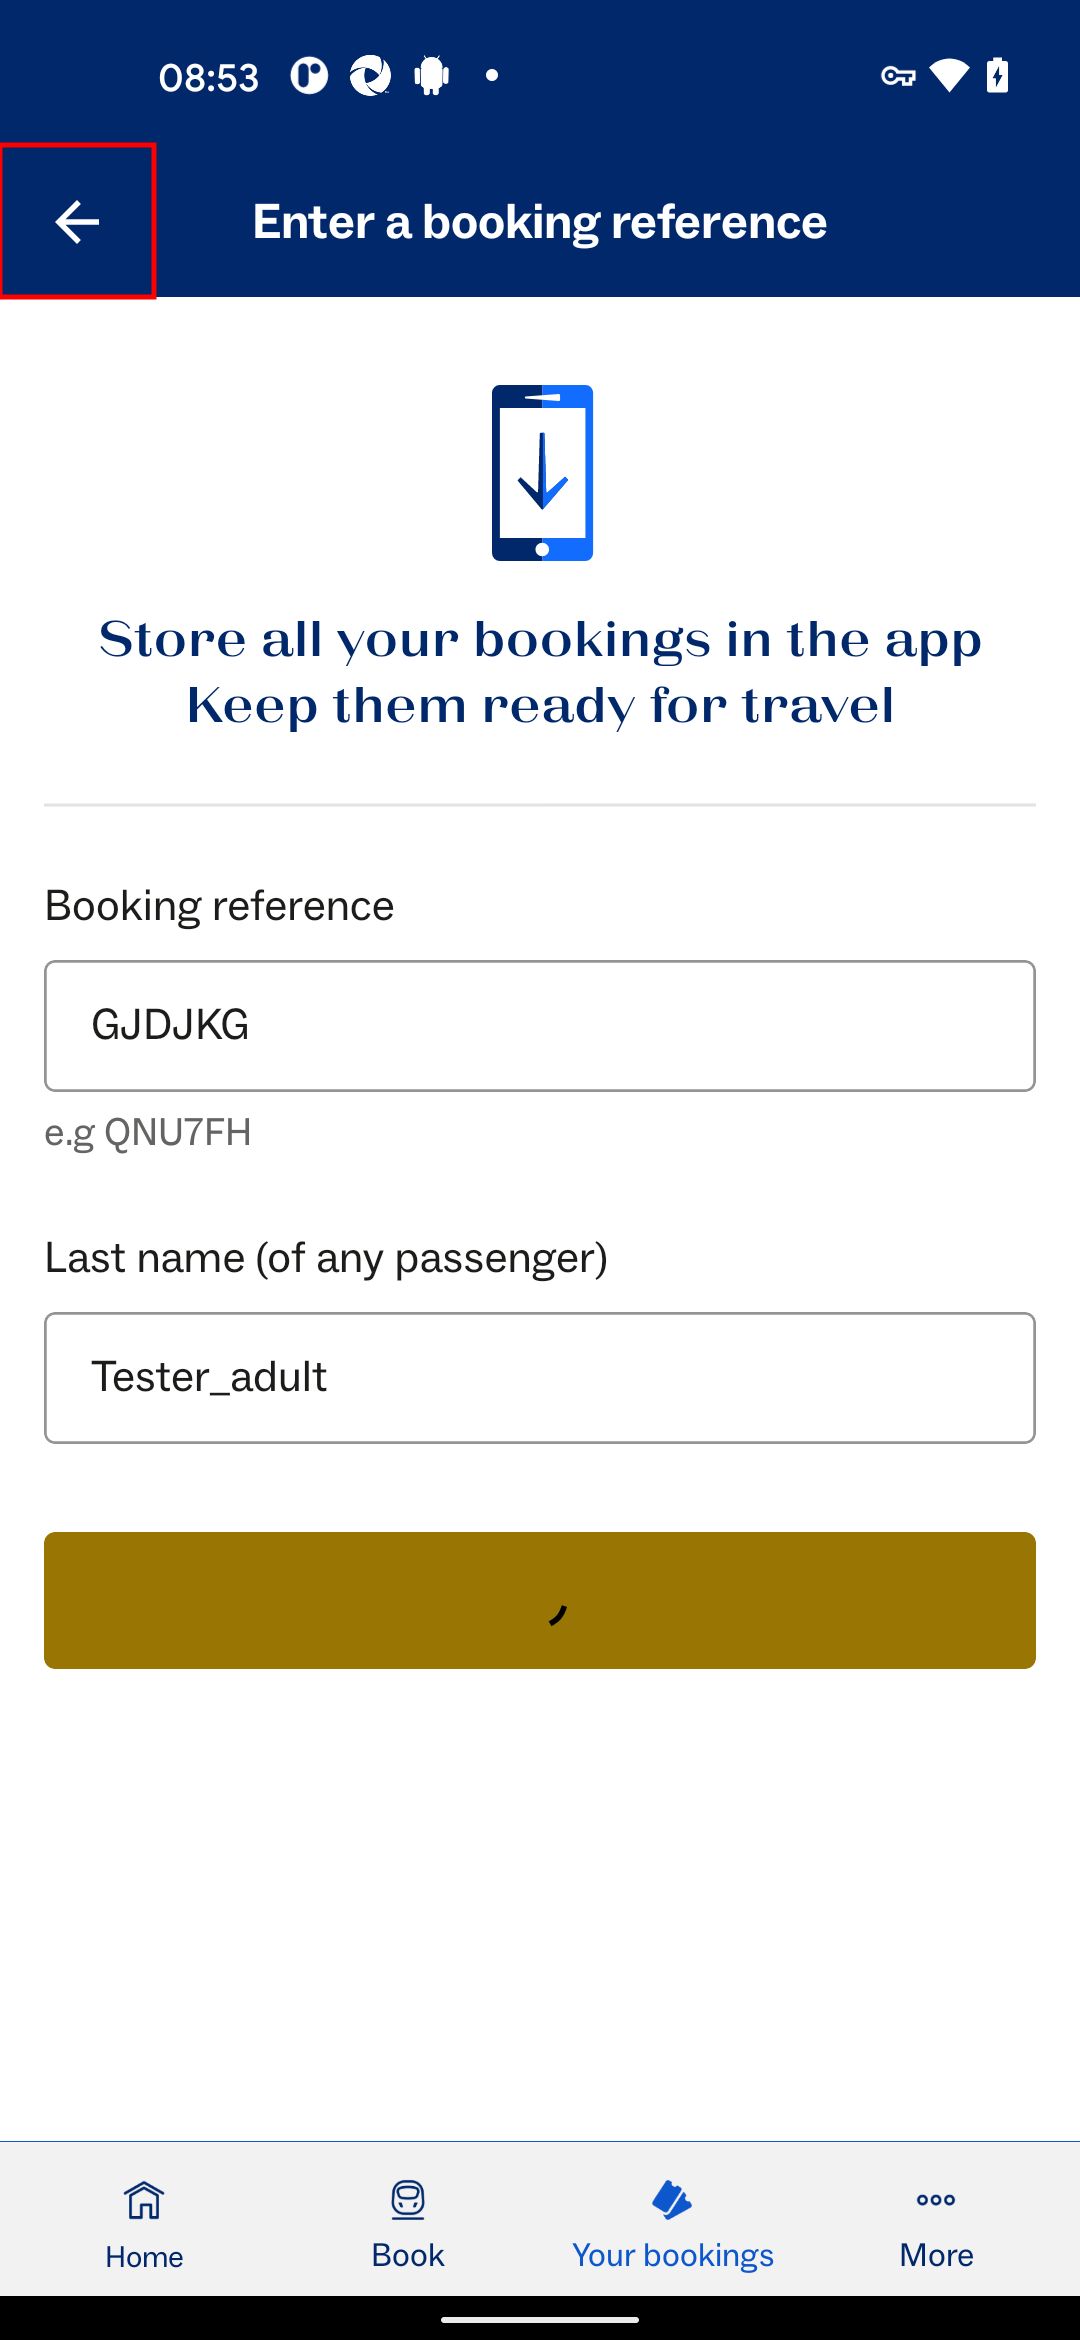 08:53
Enter a booking reference
Store all your bookings in the app
Keep them ready for travel
Booking reference
GJDJKG
e.g QNU7FH
Last name (of any passenger)
Tester_adult
Home
Book
Your bookings
More